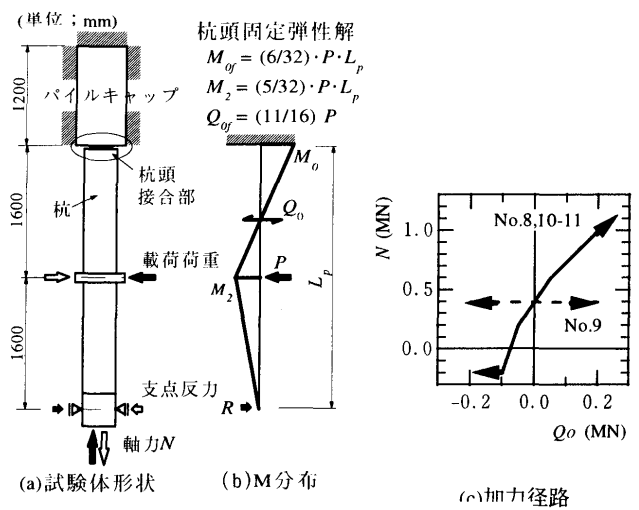 (単位；mm)
1200
1600
1600
パイルキャップ
杭頭
接合部
杭
載荷荷重
支点反力
軸力N
(a)試験体形状
杭頭固定弾性解
M0f = (6/32)·P·Lp
M2 = (5/32)·P·Lp
Q0f = (11/16) P
M0
Q0
P
M2
Lp
R
(b)M分布
N (MN)
1.0
0.5
0.0
No.8,10-11
No.9
-0.2
0.0
0.2
Qo (MN)
(c)加力径路